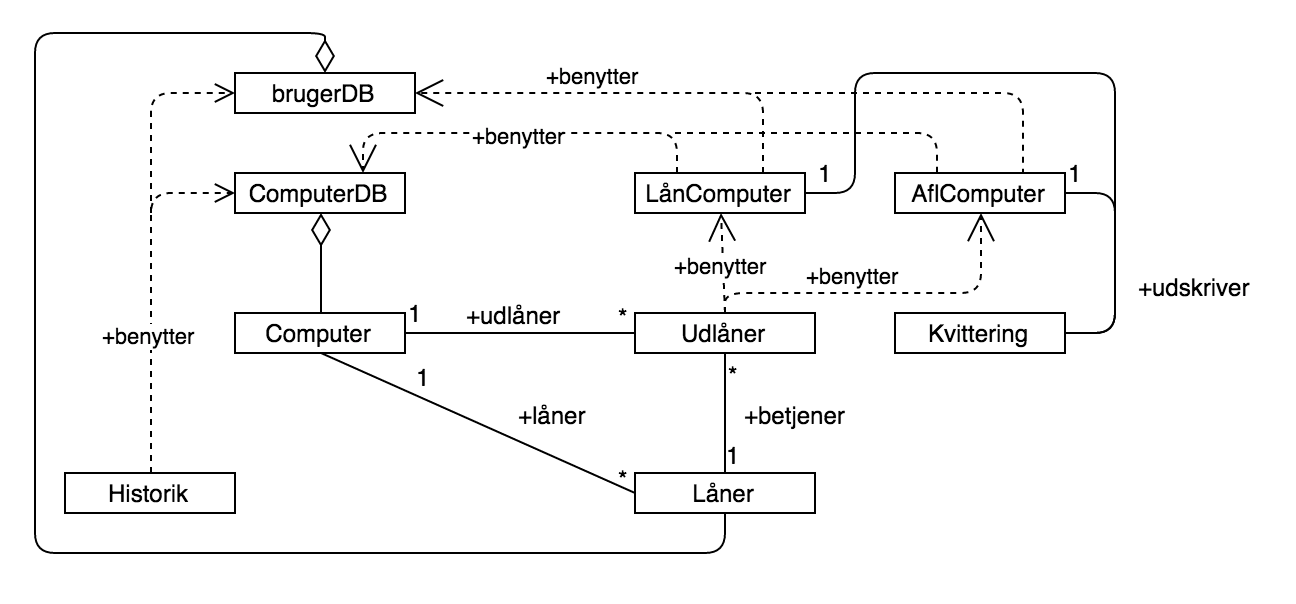 brugerDB
+benytter
+benytter
ComputerDB
LånComputer
1
AflComputer
1
+benytter
+benytter
+udskriver
Computer
1
+udlåner
*
Udlåner
Kvittering
+benytter
1
*
+låner
+betjener
1
*
Historik
Låner